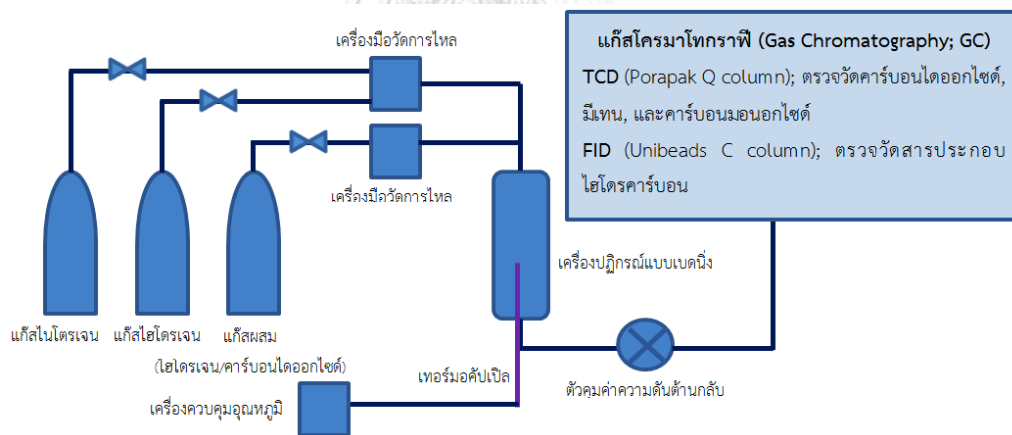 เครื่องมือวัดการไหล
แก๊สโครมาโทกราฟี (Gas Chromatography; GC)
TCD (Porapak Q column); ตรวจวัดคาร์บอนไดออกไซด์,
มีเทน, และคาร์บอนมอนอกไซด์
FID (Unibeads C column); ตรวจวัดสารประกอบ
ไฮโดรคาร์บอน
เครื่องมือวัดการไหล
เครื่องปฏิกรณ์แบบเบดนิ่ง
แก๊สไนโตรเจน
แก๊สไฮโดรเจน
แก๊สผสม
(ไฮโดรเจน/คาร์บอนไดออกไซด์)
เทอร์มอคัปเปิล
ตัวคุมค่าความดันด้านกลับ
เครื่องควบคุมอุณหภูมิ